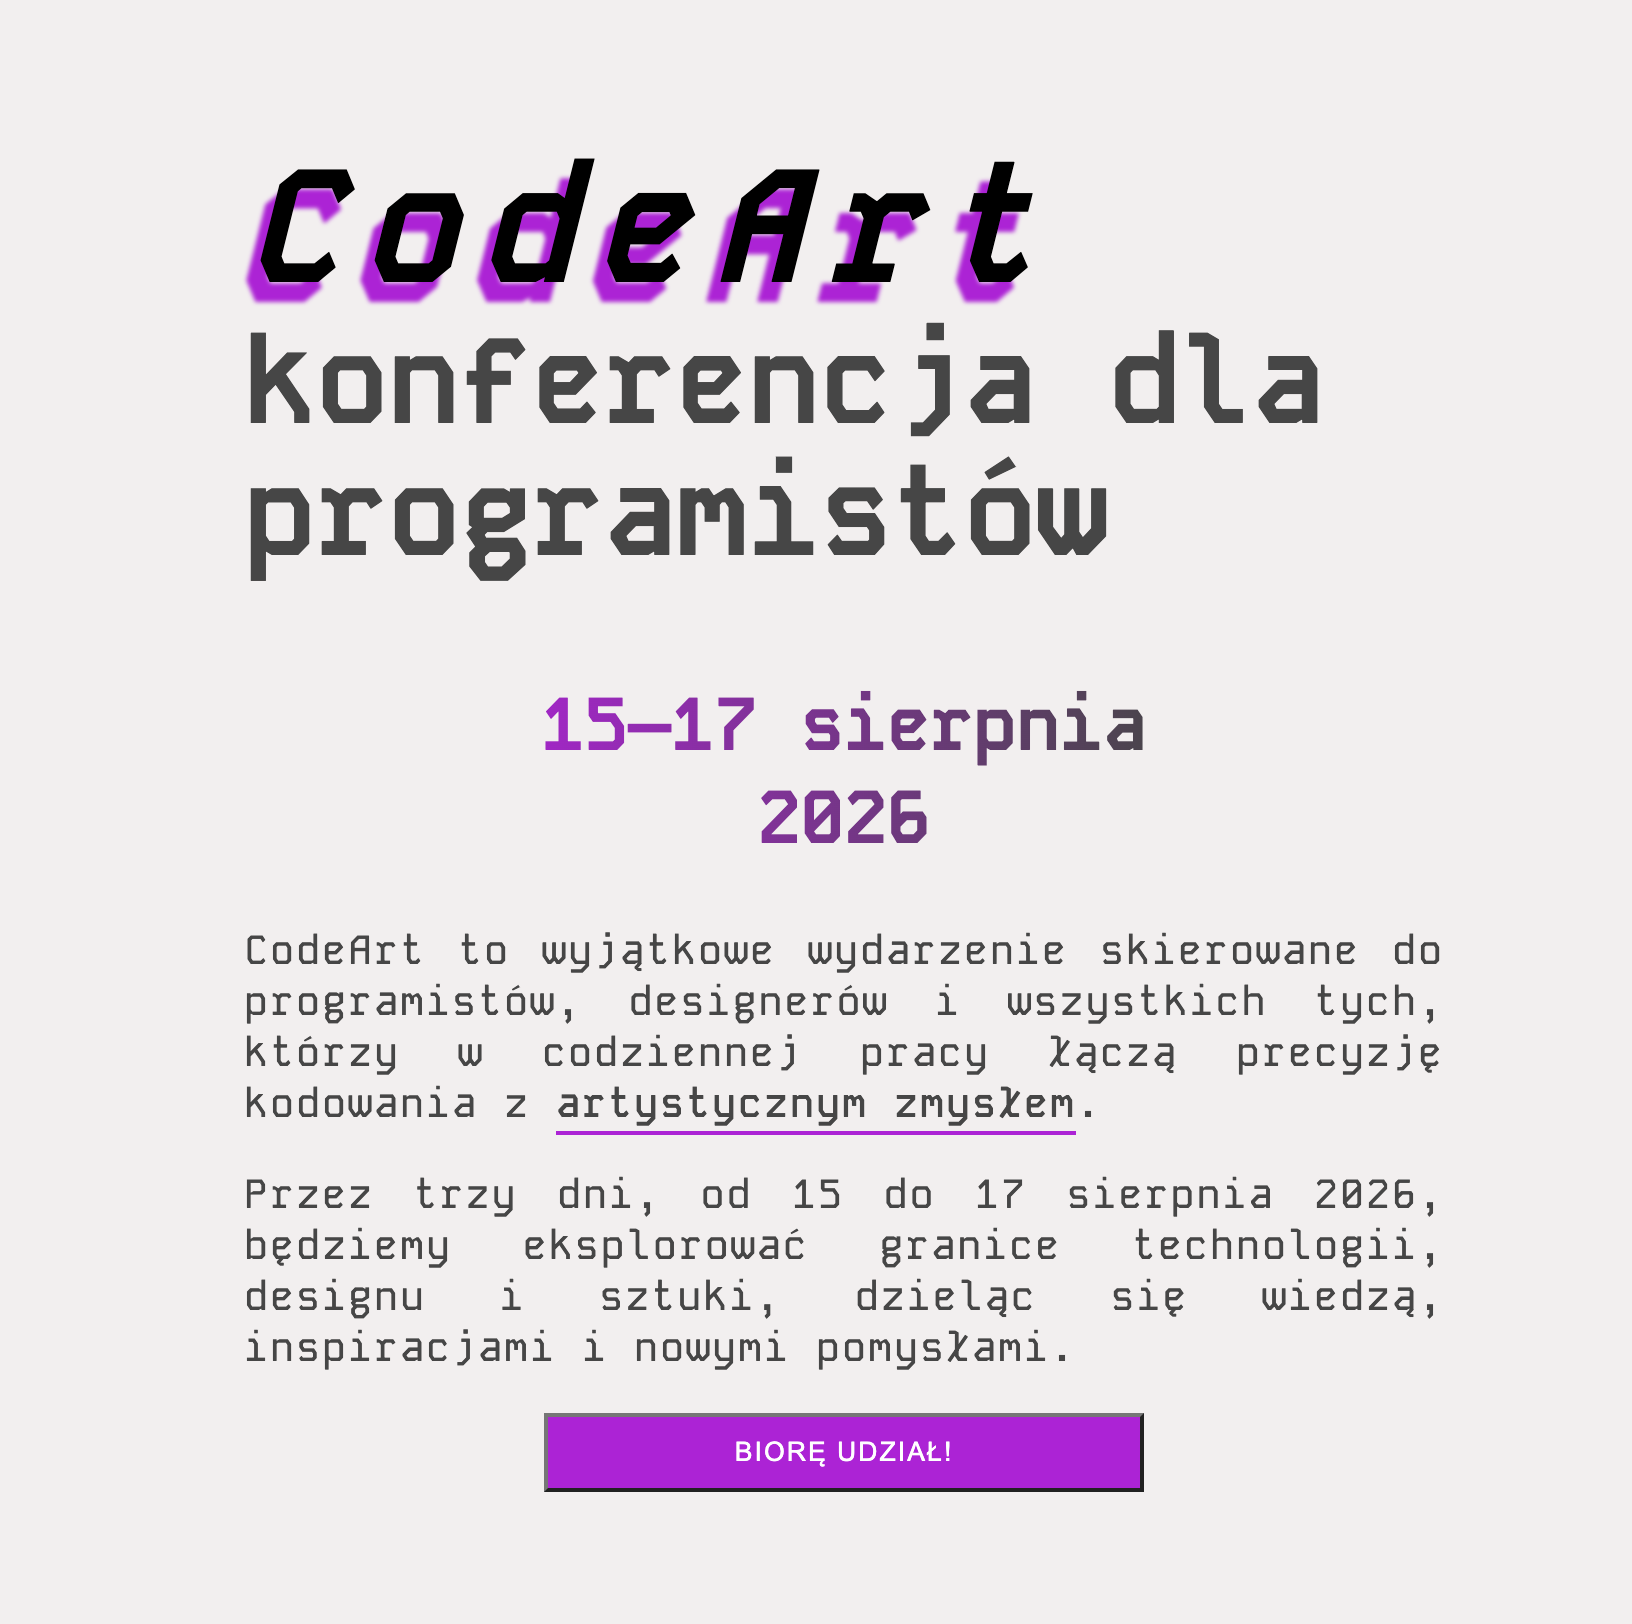 CodeArt
konferencja dla
programistów
15—17 sierpnia
2026
CodeArt to wyjątkowe wydarzenie skierowane do
programistów, designerów i wszystkich tych,
którzy w codziennej pracy łączą precyzję
kodowania z artystycznym zmysłem.
Przez trzy dni, od 15 do 17 sierpnia 2026,
będziemy eksplorować granice technologii,
designu i sztuki, dzieląc się wiedzą,
inspiracjami i nowymi pomysłami.
BIORĘ UDZIAŁ!